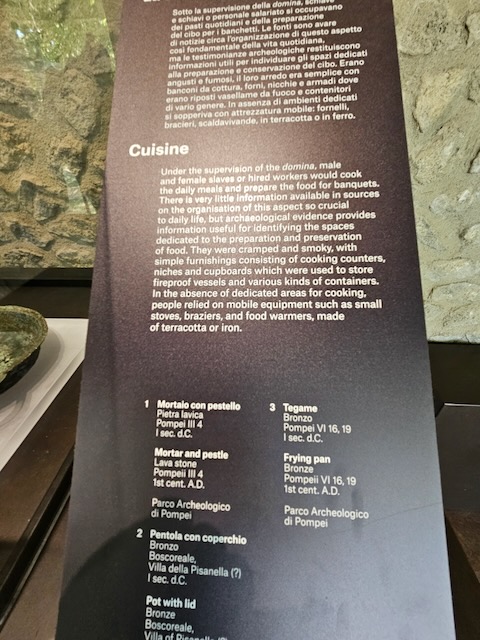 Sotto la supervisione della domina, schiave
e schiavi o personale salariato si occupavano
dei pasti quotidiani e della preparazione
del cibo per i banchetti. Le fonti sono avare
di notizie circa l'organizzazione di questo aspetto
così fondamentale della vita quotidiana,
ma le testimonianze archeologiche restituiscono
informazioni utili per individuare gli spazi dedicati
alla preparazione e conservazione del cibo. Erano
angusti e fumosi, il loro arredo era semplice con
banconi da cottura, forni, nicchie e armadi dove
erano riposti vasellame da fuoco e contenitori
di vario genere. In assenza di ambienti dedicati
si sopperiva con attrezzatura mobile: fornelli,
bracieri, scaldavivande, in terracotta o in ferro.
Cuisine
Under the supervision of the domina, male
and female slaves or hired workers would cook
the daily meals and prepare the food for banquets.
There is very little information available in sources
on the organisation of this aspect so crucial
to daily life, but archaeological evidence provides
information useful for identifying the spaces
dedicated to the preparation and preservation
of food. They were cramped and smoky, with
simple furnishings consisting of cooking counters,
niches and cupboards which were used to store
fireproof vessels and various kinds of containers.
In the absence of dedicated areas for cooking,
people relied on mobile equipment such as small
stoves, braziers, and food warmers, made
of terracotta or iron.
1 Mortaio con pestello
Pietra lavica
Pompei III 4
I sec. d.C.
Mortar and pestle
Lava stone
Pompeii III 4
1st cent. A.D.
Parco Archeologico
di Pompei
2 Pentola con coperchio
Bronzo
Boscoreale,
Villa della Pisanella (?)
I sec. d.C.
Pot with lid
Bronze
Boscoreale,
Villa of Pisanella (?)
3 Tegame
Bronzo
Pompei VI 16, 19
I sec. d.C.
Frying pan
Bronze
Pompeii VI 16, 19
1st cent. A.D.
Parco Archeologico
di Pompei